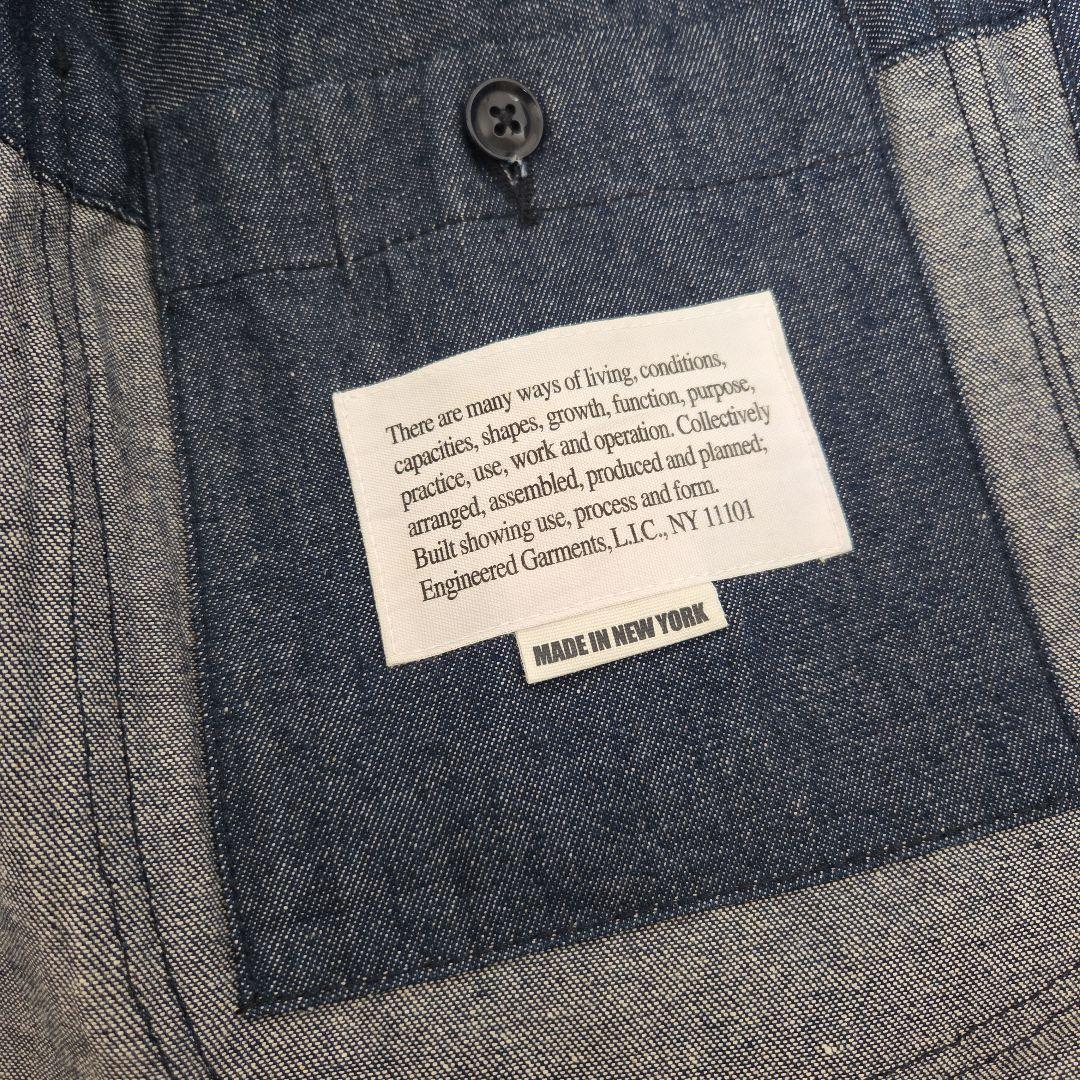 There are many ways of living, conditions,
capacities, shapes, growth, function, purpose,
practice, use, work and operation. Collectively
arranged, assembled, produced and planned;
Built showing use, process and form.
Engineered Garments, L.I.C., NY 11101
MADE IN NEW YORK